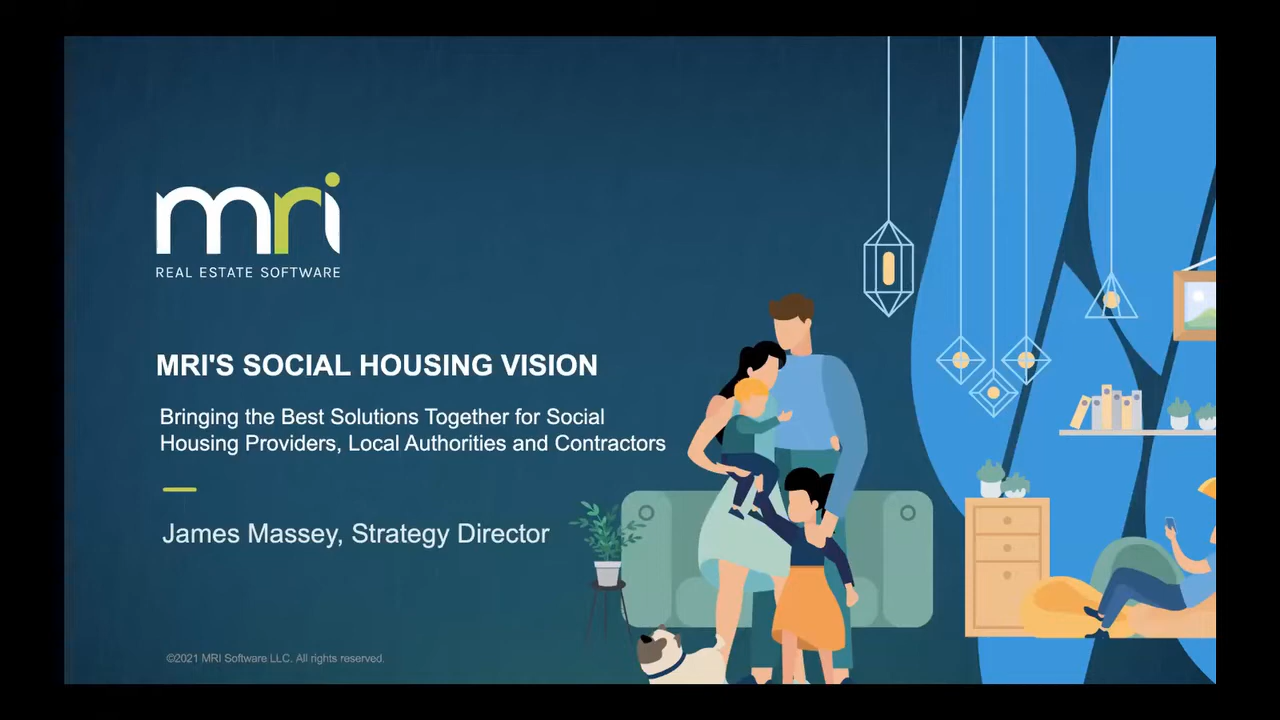 mri
REAL ESTATE SOFTWARE
MRI'S SOCIAL HOUSING VISION
Bringing the Best Solutions Together for Social
Housing Providers, Local Authorities and Contractors
James Massey, Strategy Director
©2021 MRI Software LLC. All rights reserved.